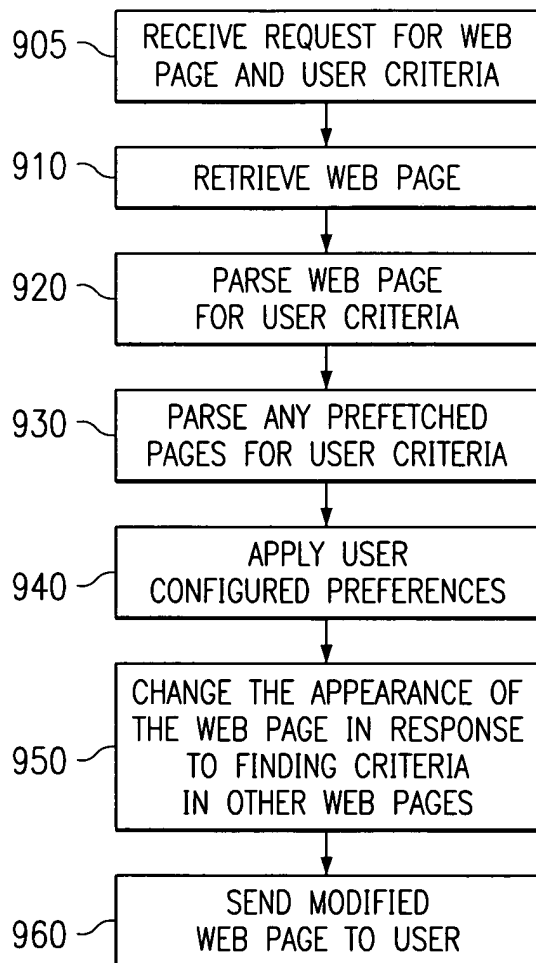 905
RECEIVE REQUEST FOR WEB
PAGE AND USER CRITERIA
910
RETRIEVE WEB PAGE
920
PARSE WEB PAGE
FOR USER CRITERIA
930
PARSE ANY PREFETCHED
PAGES FOR USER CRITERIA
940
APPLY USER
CONFIGURED PREFERENCES
950
CHANGE THE APPEARANCE OF
THE WEB PAGE IN RESPONSE
TO FINDING CRITERIA
IN OTHER WEB PAGES
960
SEND MODIFIED
WEB PAGE TO USER